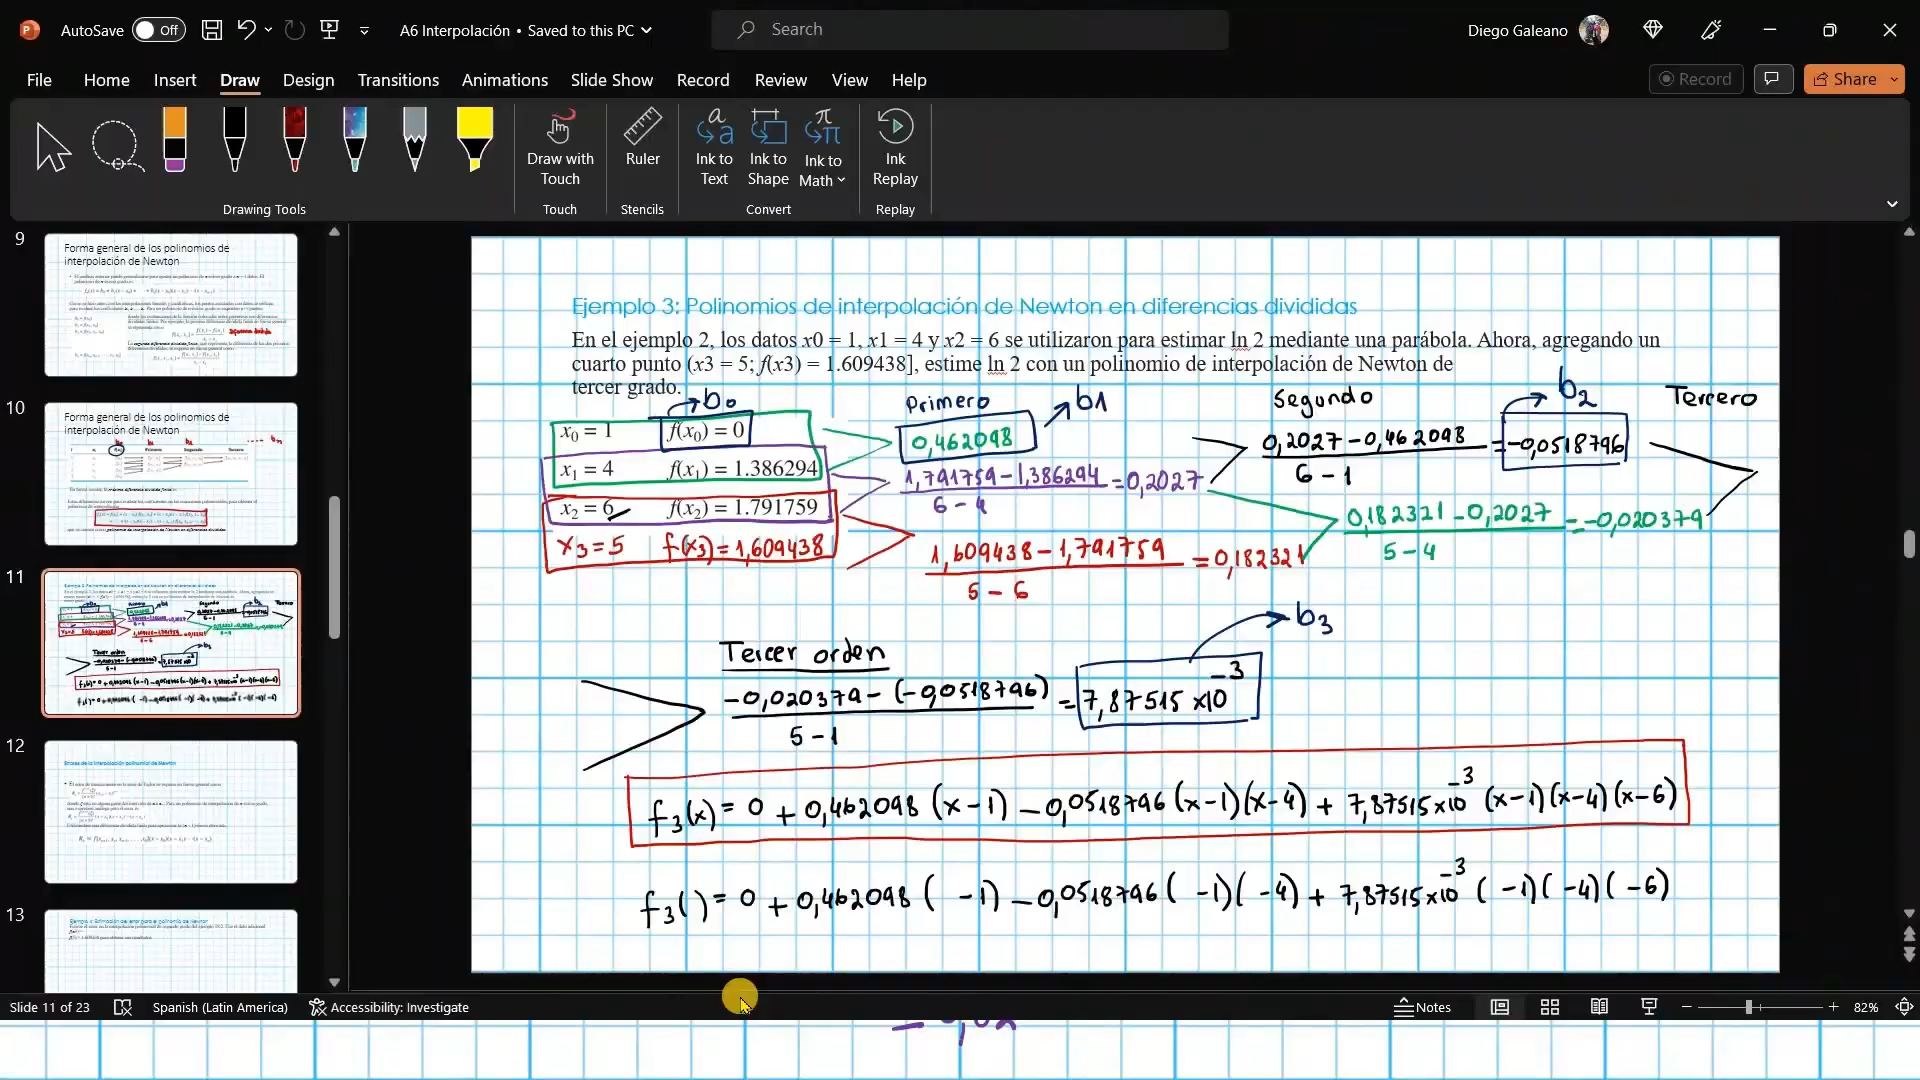 AutoSave Off A6 Interpolación • Saved to this PC Search Diego Galeano
File Home Insert Draw Design Transitions Animations Slide Show Record Review View Help Record Share
Draw with Touch Ruler Ink to Text Ink to Shape Ink to Math Ink Replay
Drawing Tools Touch Stencils Convert Replay
9
Forma general de los polinomios de
interpolación de Newton
10
Forma general de los polinomios de
interpolación de Newton
11
12
Errores de la interpolación polinomial de Newton
13
Ejemplo 3: Polinomios de interpolación de Newton en diferencias divididas
En el ejemplo 2, los datos x0 = 1, x1 = 4 y x2 = 6 se utilizaron para estimar ln 2 mediante una parábola. Ahora, agregando un
cuarto punto (x3 = 5; f(x3) = 1.609438], estime ln 2 con un polinomio de interpolación de Newton de
tercer grado.
b₀ Primero b1 Segundo b₂ Tercero
x₀ = 1 f(x₀) = 0 0,462098 0,2027 - 0,462098 = -0,0518796
6 - 1
x₁ = 4 f(x₁) = 1.386294 1,791759 - 1,386294 = 0,2027
6 - 4
x₂ = 6 f(x₂) = 1.791759 0,182321 - 0,2027 = -0,020379
5 - 4
x₃ = 5 f(x₃) = 1,609438 1,609438 - 1,791759 = 0,182321
5 - 6
b₃
Tercer orden
-0,020379 - (-0,0518796) = 7,87515 x10⁻³
5 - 1
f₃(x) = 0 + 0,462098 (x-1) - 0,0518796 (x-1)(x-4) + 7,87515x10⁻³ (x-1)(x-4)(x-6)
f₃( ) = 0 + 0,462098 ( -1) - 0,0518796 ( -1)( -4) + 7,87515x10⁻³ ( -1)( -4)( -6)
Slide 11 of 23 Spanish (Latin America) Accessibility: Investigate Notes 82%